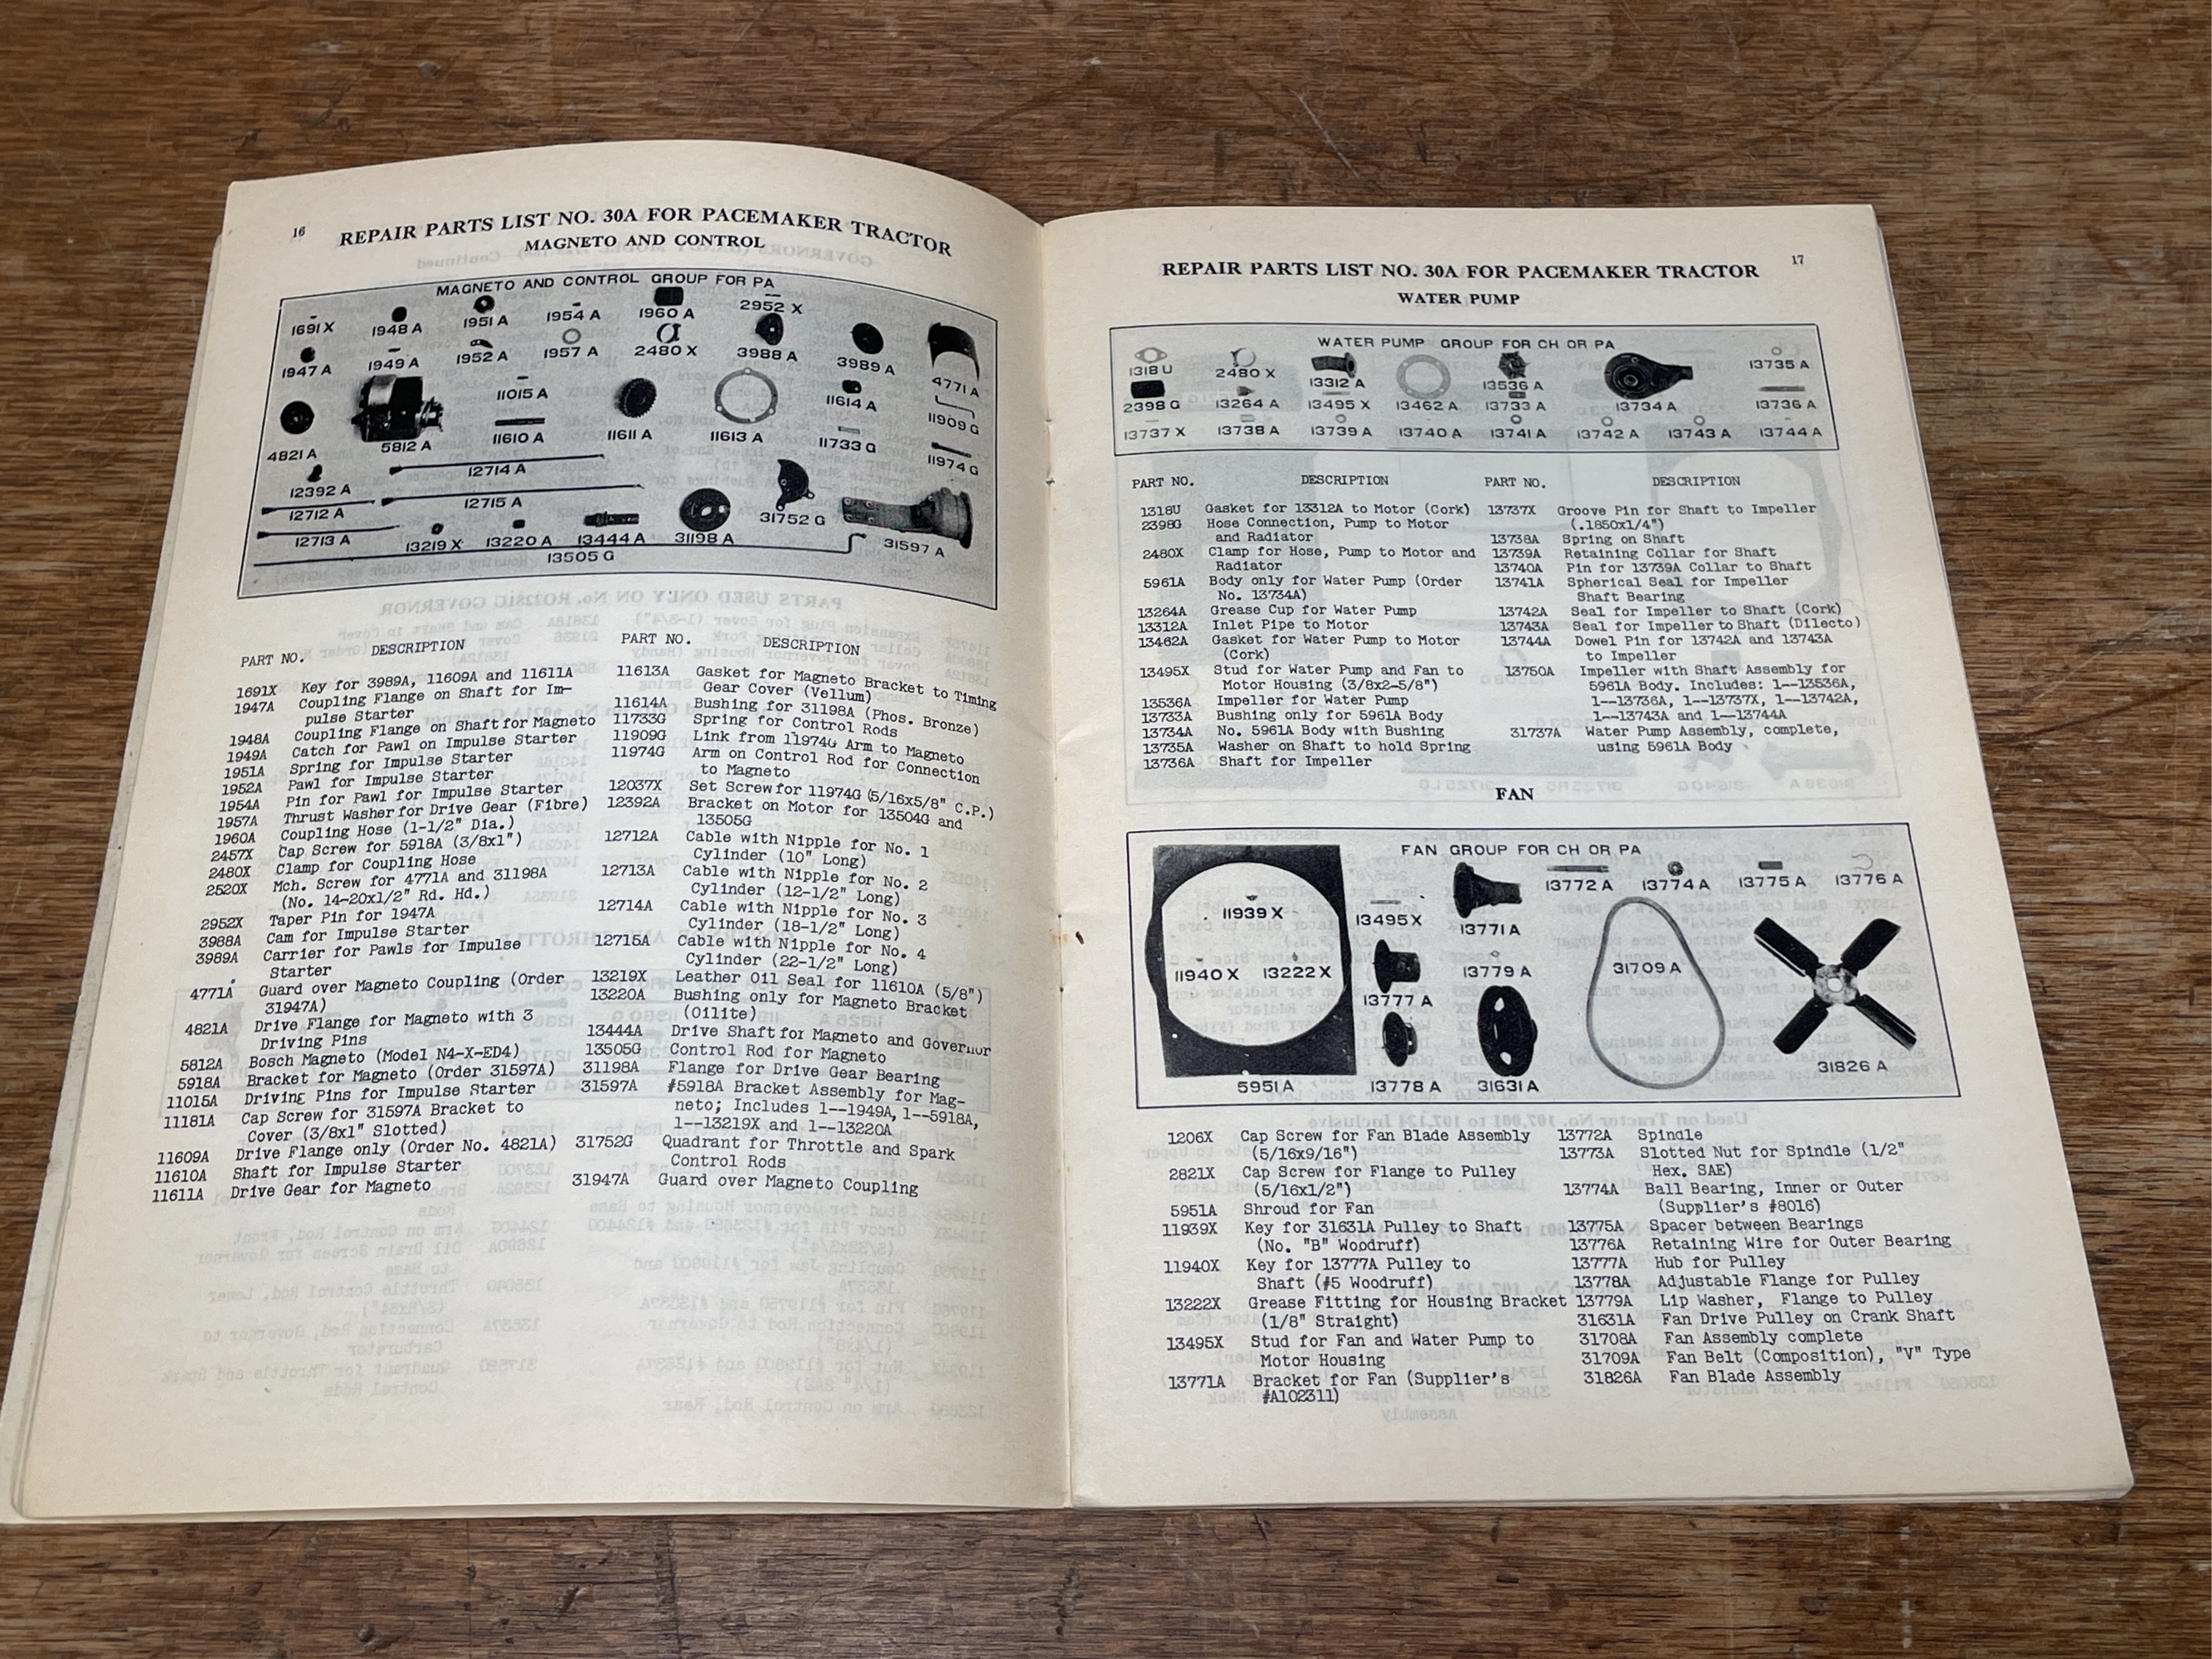 16
REPAIR PARTS LIST NO. 30A FOR PACEMAKER TRACTOR
MAGNETO AND CONTROL
MAGNETO AND CONTROL GROUP FOR PA
1691 X
1948 A
1951 A
1954 A
1960 A
2952 X
1947 A
1949 A
1952 A
1957 A
2480 X
3988 A
3989 A
4771 A
11015 A
11614 A
11909 G
4821 A
5812 A
11610 A
11611 A
11613 A
11733 G
11974 G
12392 A
12714 A
12712 A
12715 A
31752 G
12713 A
13219 X
13220 A
13444 A
31198 A
31597 A
13505 G
PART NO. DESCRIPTION
1691X Key for 3989A, 11609A and 11611A
1947A Coupling Flange on Shaft for Im-
pulse Starter
1948A Coupling Flange on Shaft for Magneto
1949A Catch for Pawl on Impulse Starter
1951A Spring for Impulse Starter
1952A Pawl for Impulse Starter
1954A Pin for Pawl for Impulse Starter
1957A Thrust Washer for Drive Gear (Fibre)
1960A Coupling Hose (1-1/2" Dia.)
2457X Cap Screw for 5918A (3/8x1")
2480X Clamp for Coupling Hose
2520X Mch. Screw for 4771A and 31198A
(No. 14-20x1/2" Rd. Hd.)
2952X Taper Pin for 1947A
3988A Cam for Impulse Starter
3989A Carrier for Pawls for Impulse
Starter
4771A Guard over Magneto Coupling (Order
31947A)
4821A Drive Flange for Magneto with 3
Driving Pins
5812A Bosch Magneto (Model N4-X-ED4)
5918A Bracket for Magneto (Order 31597A)
11015A Driving Pins for Impulse Starter
11181A Cap Screw for 31597A Bracket to
Cover (3/8x1" Slotted)
11609A Drive Flange only (Order No. 4821A)
11610A Shaft for Impulse Starter
11611A Drive Gear for Magneto
PART NO. DESCRIPTION
11613A Gasket for Magneto Bracket to Timing
Gear Cover (Vellum)
11614A Bushing for 31198A (Phos. Bronze)
11733G Spring for Control Rods
11909G Link from 11974G Arm to Magneto
11974G Arm on Control Rod for Connection
to Magneto
12037X Set Screw for 11974G (5/16x5/8" C.P.)
12392A Bracket on Motor for 13504G and
13505G
12712A Cable with Nipple for No. 1
Cylinder (10" Long)
12713A Cable with Nipple for No. 2
Cylinder (12-1/2" Long)
12714A Cable with Nipple for No. 3
Cylinder (18-1/2" Long)
12715A Cable with Nipple for No. 4
Cylinder (22-1/2" Long)
13219X Leather Oil Seal for 11610A (5/8")
13220A Bushing only for Magneto Bracket
(Oilite)
13444A Drive Shaft for Magneto and Governor
13505G Control Rod for Magneto
31198A Flange for Drive Gear Bearing
31597A #5918A Bracket Assembly for Mag-
neto; Includes 1--1949A, 1--5918A,
1--13219X and 1--13220A
31752G Quadrant for Throttle and Spark
Control Rods
31947A Guard over Magneto Coupling
17
REPAIR PARTS LIST NO. 30A FOR PACEMAKER TRACTOR
WATER PUMP
WATER PUMP GROUP FOR CH OR PA
1318 U
2480 X
13312 A
13536 A
13735 A
2398 G
13264 A
13495 X
13462 A
13733 A
13734 A
13736 A
13737 X
13738 A
13739 A
13740 A
13741 A
13742 A
13743 A
13744 A
PART NO. DESCRIPTION
1318U Gasket for 13312A to Motor (Cork)
2398G Hose Connection, Pump to Motor
and Radiator
2480X Clamp for Hose, Pump to Motor and
Radiator
5961A Body only for Water Pump (Order
No. 13734A)
13264A Grease Cup for Water Pump
13312A Inlet Pipe to Motor
13462A Gasket for Water Pump to Motor
(Cork)
13495X Stud for Water Pump and Fan to
Motor Housing (3/8x2-5/8")
13536A Impeller for Water Pump
13733A Bushing only for 5961A Body
13734A No. 5961A Body with Bushing
13735A Washer on Shaft to hold Spring
13736A Shaft for Impeller
PART NO. DESCRIPTION
13737X Groove Pin for Shaft to Impeller
(.1850x1/4")
13738A Spring on Shaft
13739A Retaining Collar for Shaft
13740A Pin for 13739A Collar to Shaft
13741A Spherical Seal for Impeller
Shaft Bearing
13742A Seal for Impeller to Shaft (Cork)
13743A Seal for Impeller to Shaft (Dilecto)
13744A Dowel Pin for 13742A and 13743A
to Impeller
13750A Impeller with Shaft Assembly for
5961A Body. Includes: 1--13536A,
1--13736A, 1--13737X, 1--13742A,
1--13743A and 1--13744A
31737A Water Pump Assembly, complete,
using 5961A Body
FAN
FAN GROUP FOR CH OR PA
11939 X
11940 X
13222 X
5951 A
13495 X
13771 A
13772 A
13774 A
13775 A
13776 A
13777 A
13779 A
31709 A
13778 A
31631 A
31826 A
1206X Cap Screw for Fan Blade Assembly
(5/16x9/16")
2821X Cap Screw for Flange to Pulley
(5/16x1/2")
5951A Shroud for Fan
11939X Key for 31631A Pulley to Shaft
(No. "B" Woodruff)
11940X Key for 13777A Pulley to
Shaft (#5 Woodruff)
13222X Grease Fitting for Housing Bracket
(1/8" Straight)
13495X Stud for Fan and Water Pump to
Motor Housing
13771A Bracket for Fan (Supplier's
#A102311)
13772A Spindle
13773A Slotted Nut for Spindle (1/2"
Hex. SAE)
13774A Ball Bearing, Inner or Outer
(Supplier's #8016)
13775A Spacer between Bearings
13776A Retaining Wire for Outer Bearing
13777A Hub for Pulley
13778A Adjustable Flange for Pulley
13779A Lip Washer, Flange to Pulley
31631A Fan Drive Pulley on Crank Shaft
31708A Fan Assembly complete
31709A Fan Belt (Composition), "V" Type
31826A Fan Blade Assembly